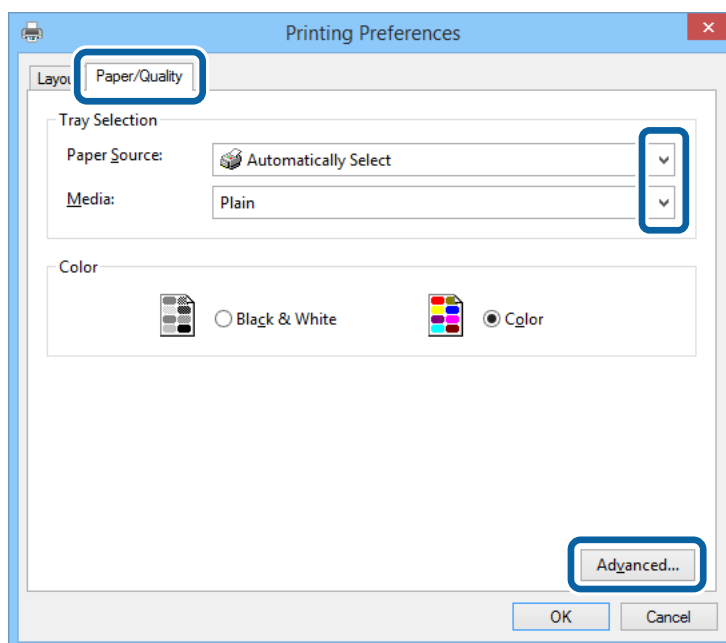 Printing Preferences
Layou
Paper/Quality
Tray Selection
Paper Source:
Automatically Select
Media:
Plain
Color
Black & White
Color
Advanced...
OK
Cancel